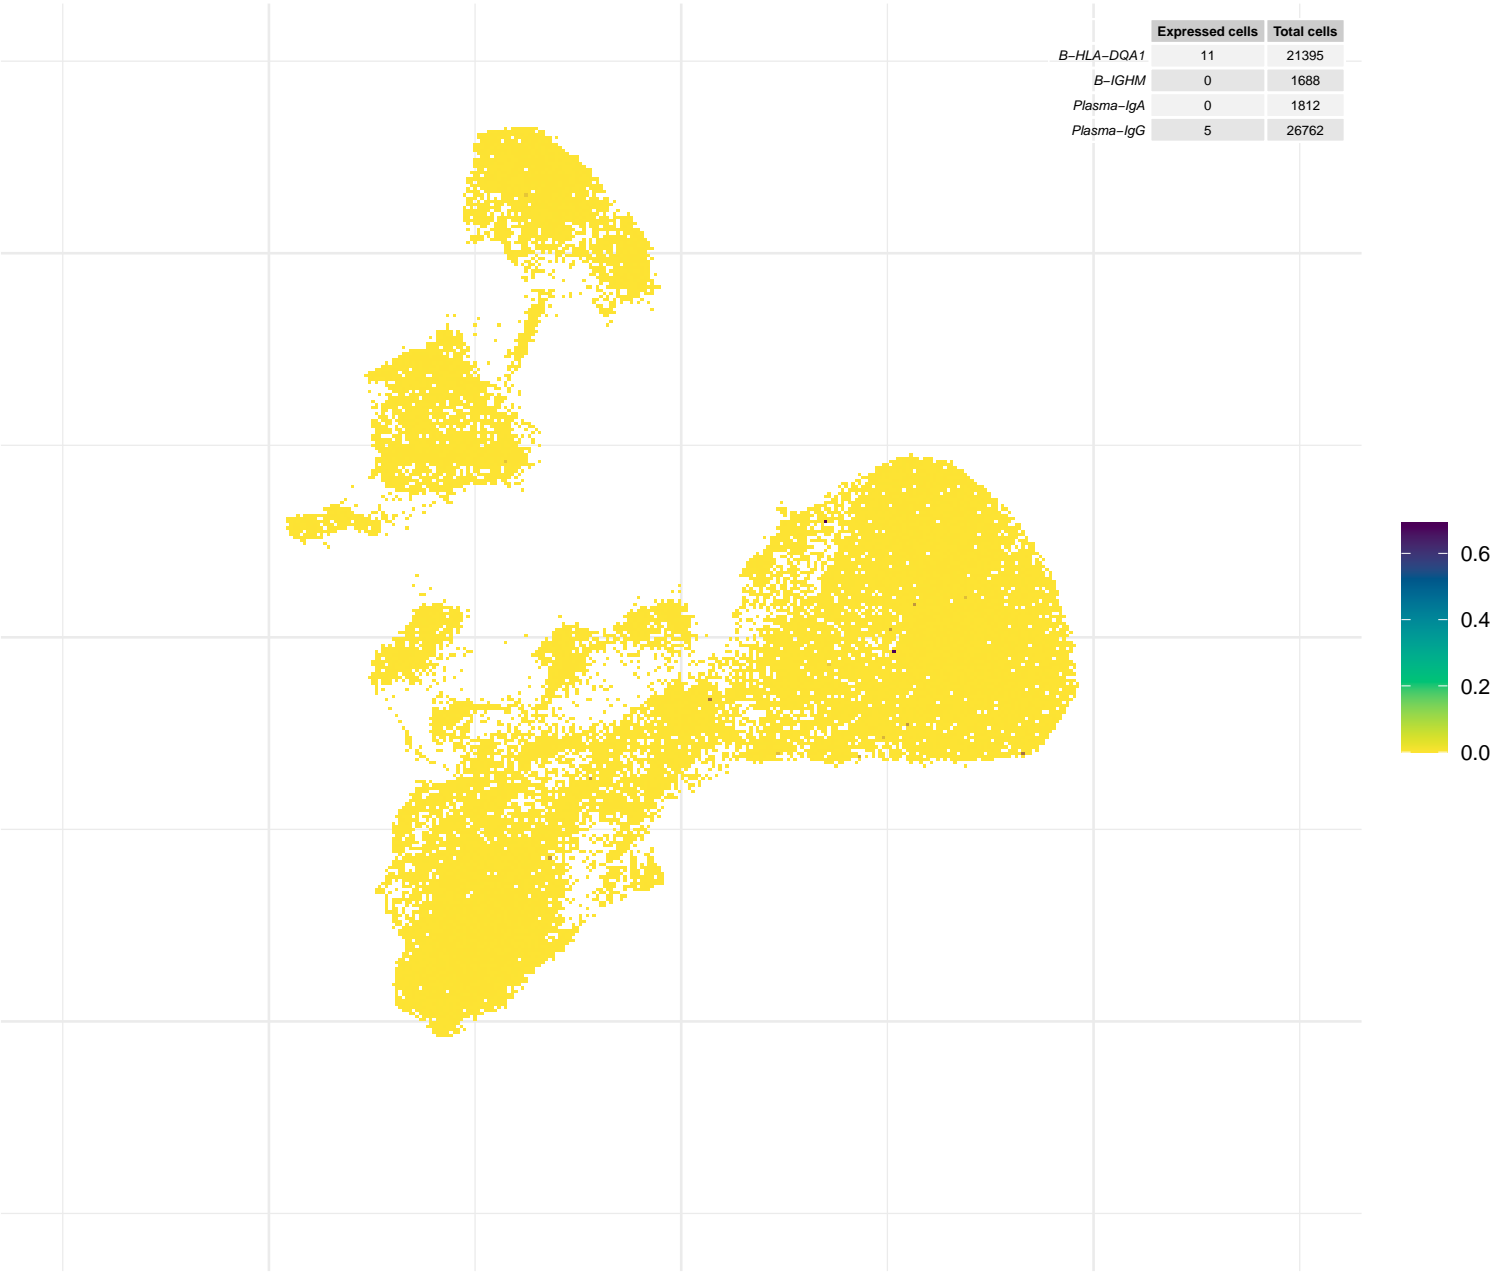 Expressed cells Total cells
B−HLA−DQA1 11 21395
B−IGHM 0 1688
Plasma−IgA 0 1812
Plasma−IgG 5 26762
0.6
0.4
0.2
0.0